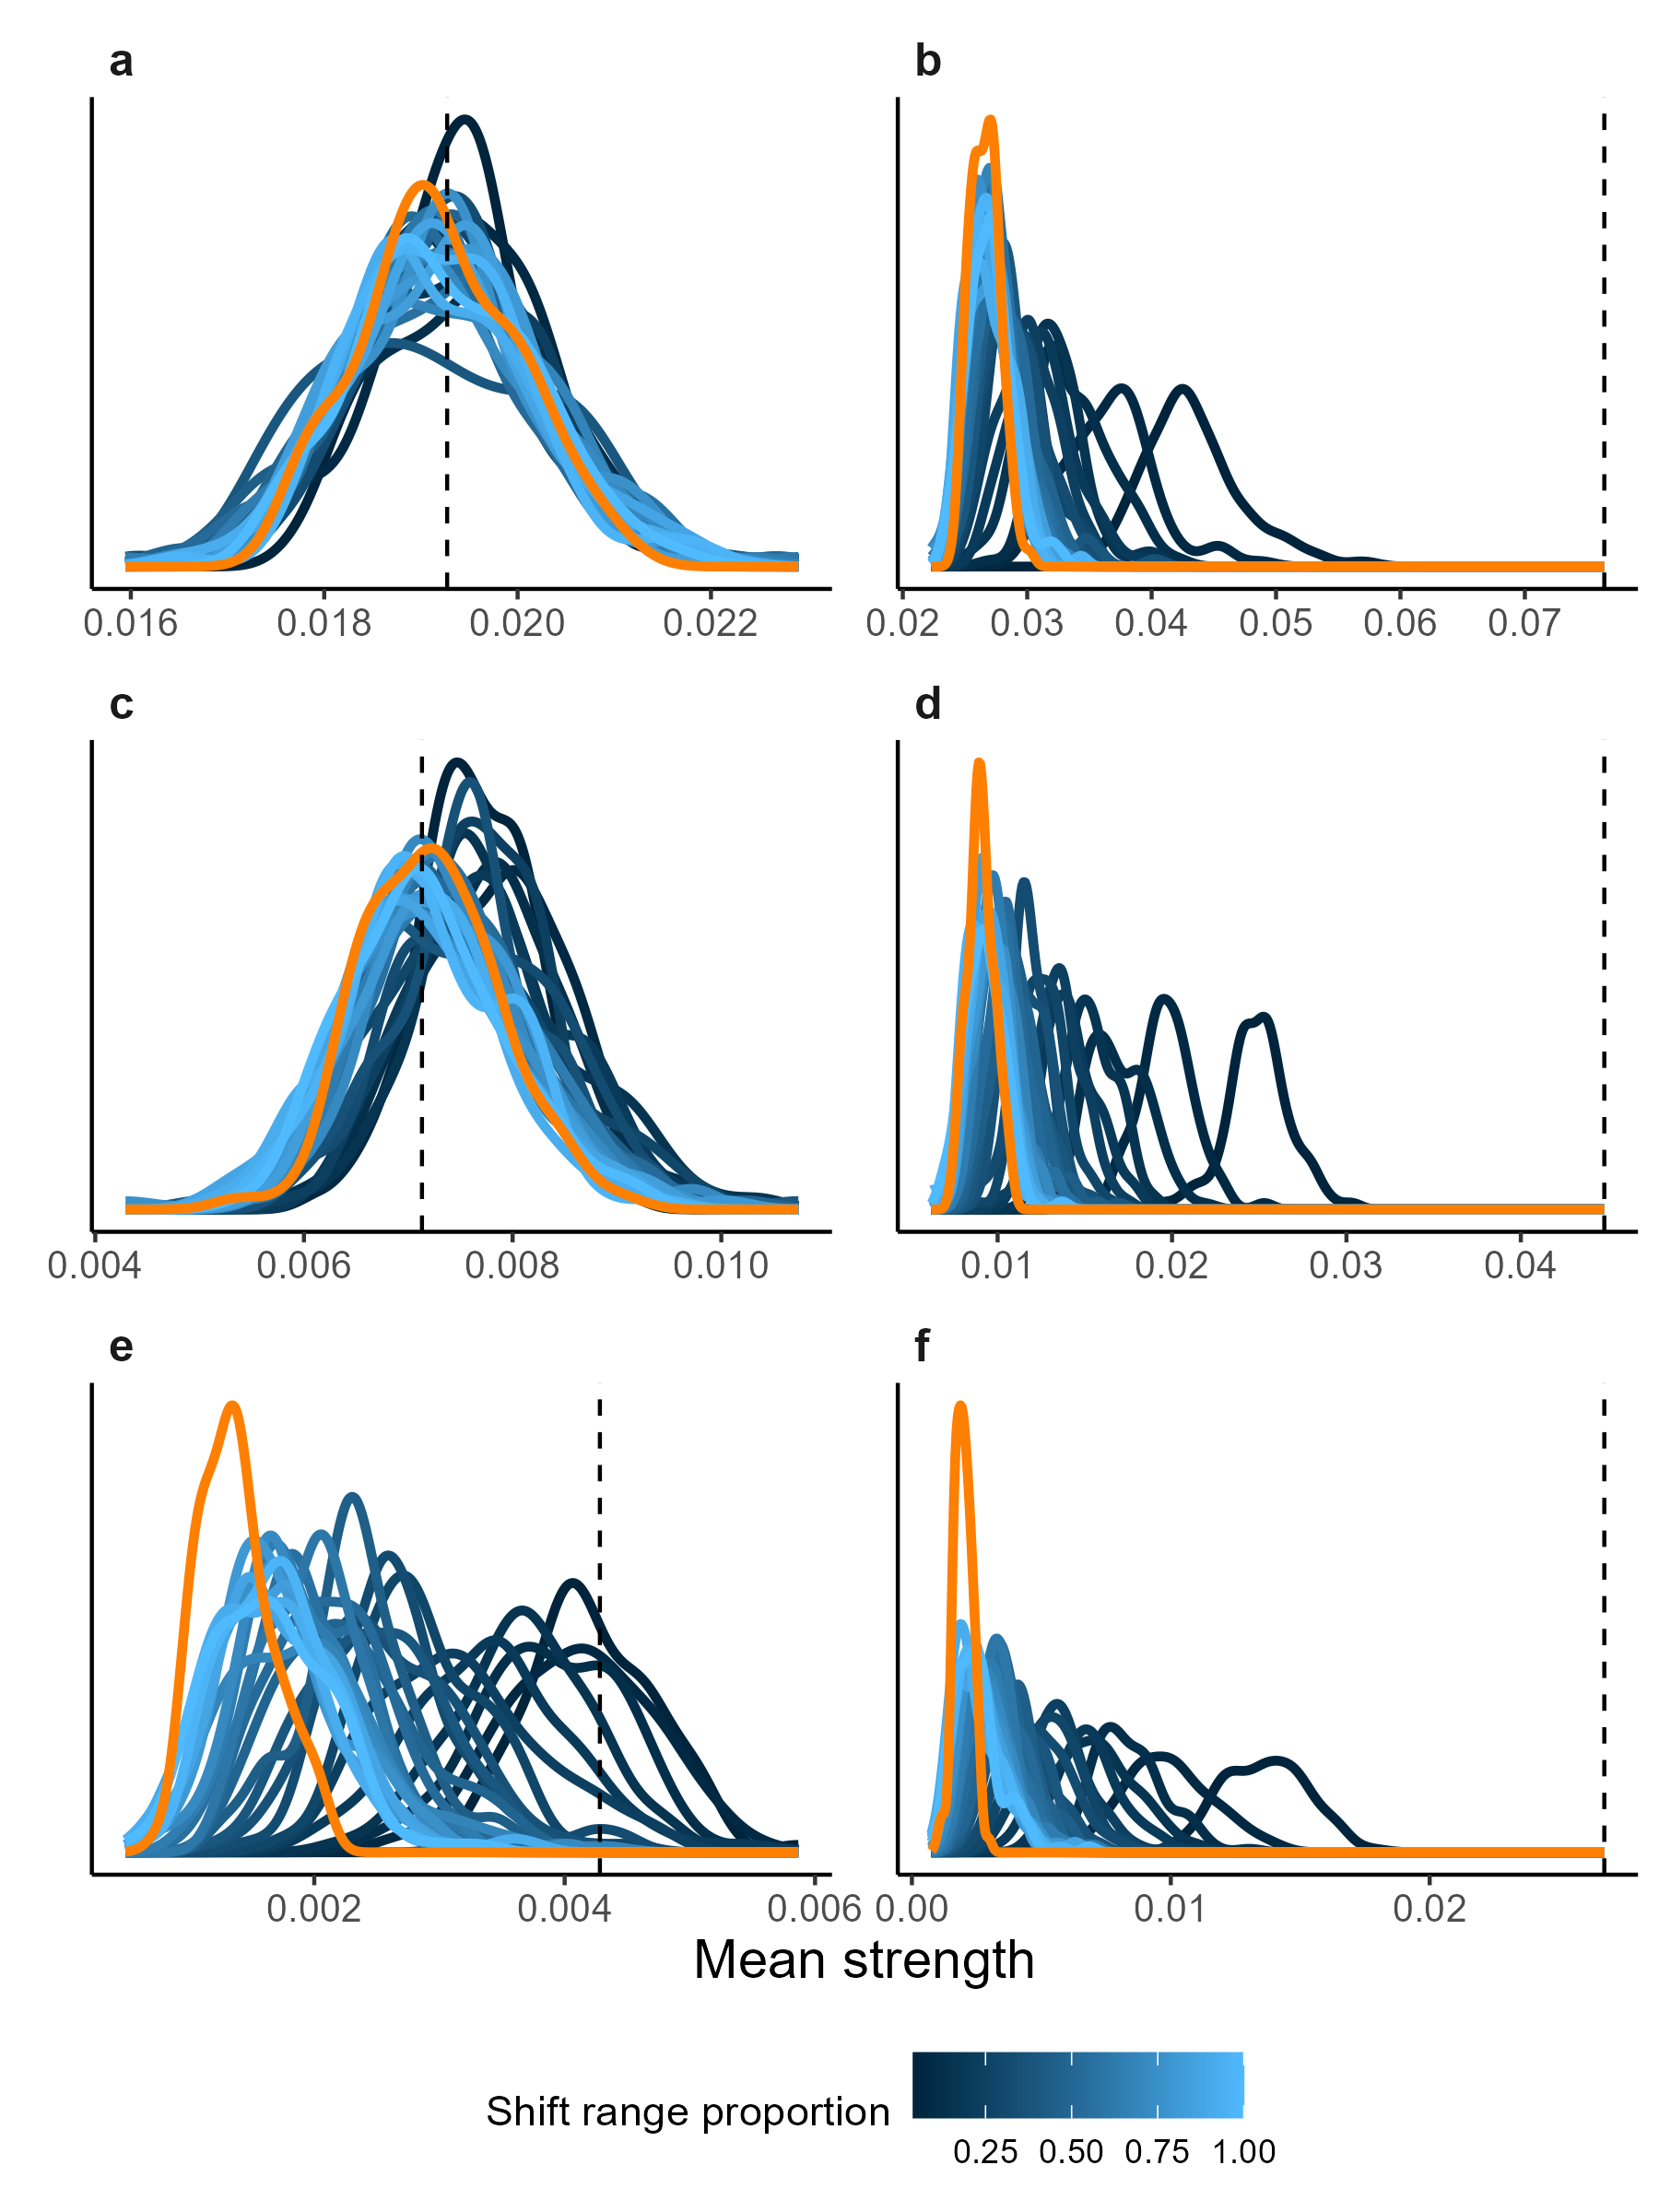 a b
0.016 0.018 0.020 0.022 0.02 0.03 0.04 0.05 0.06 0.07
c d
0.004 0.006 0.008 0.010 0.01 0.02 0.03 0.04
e f
0.002 0.004 0.006 0.00 0.01 0.02
Mean strength
Shift range proportion
0.25 0.50 0.75 1.00